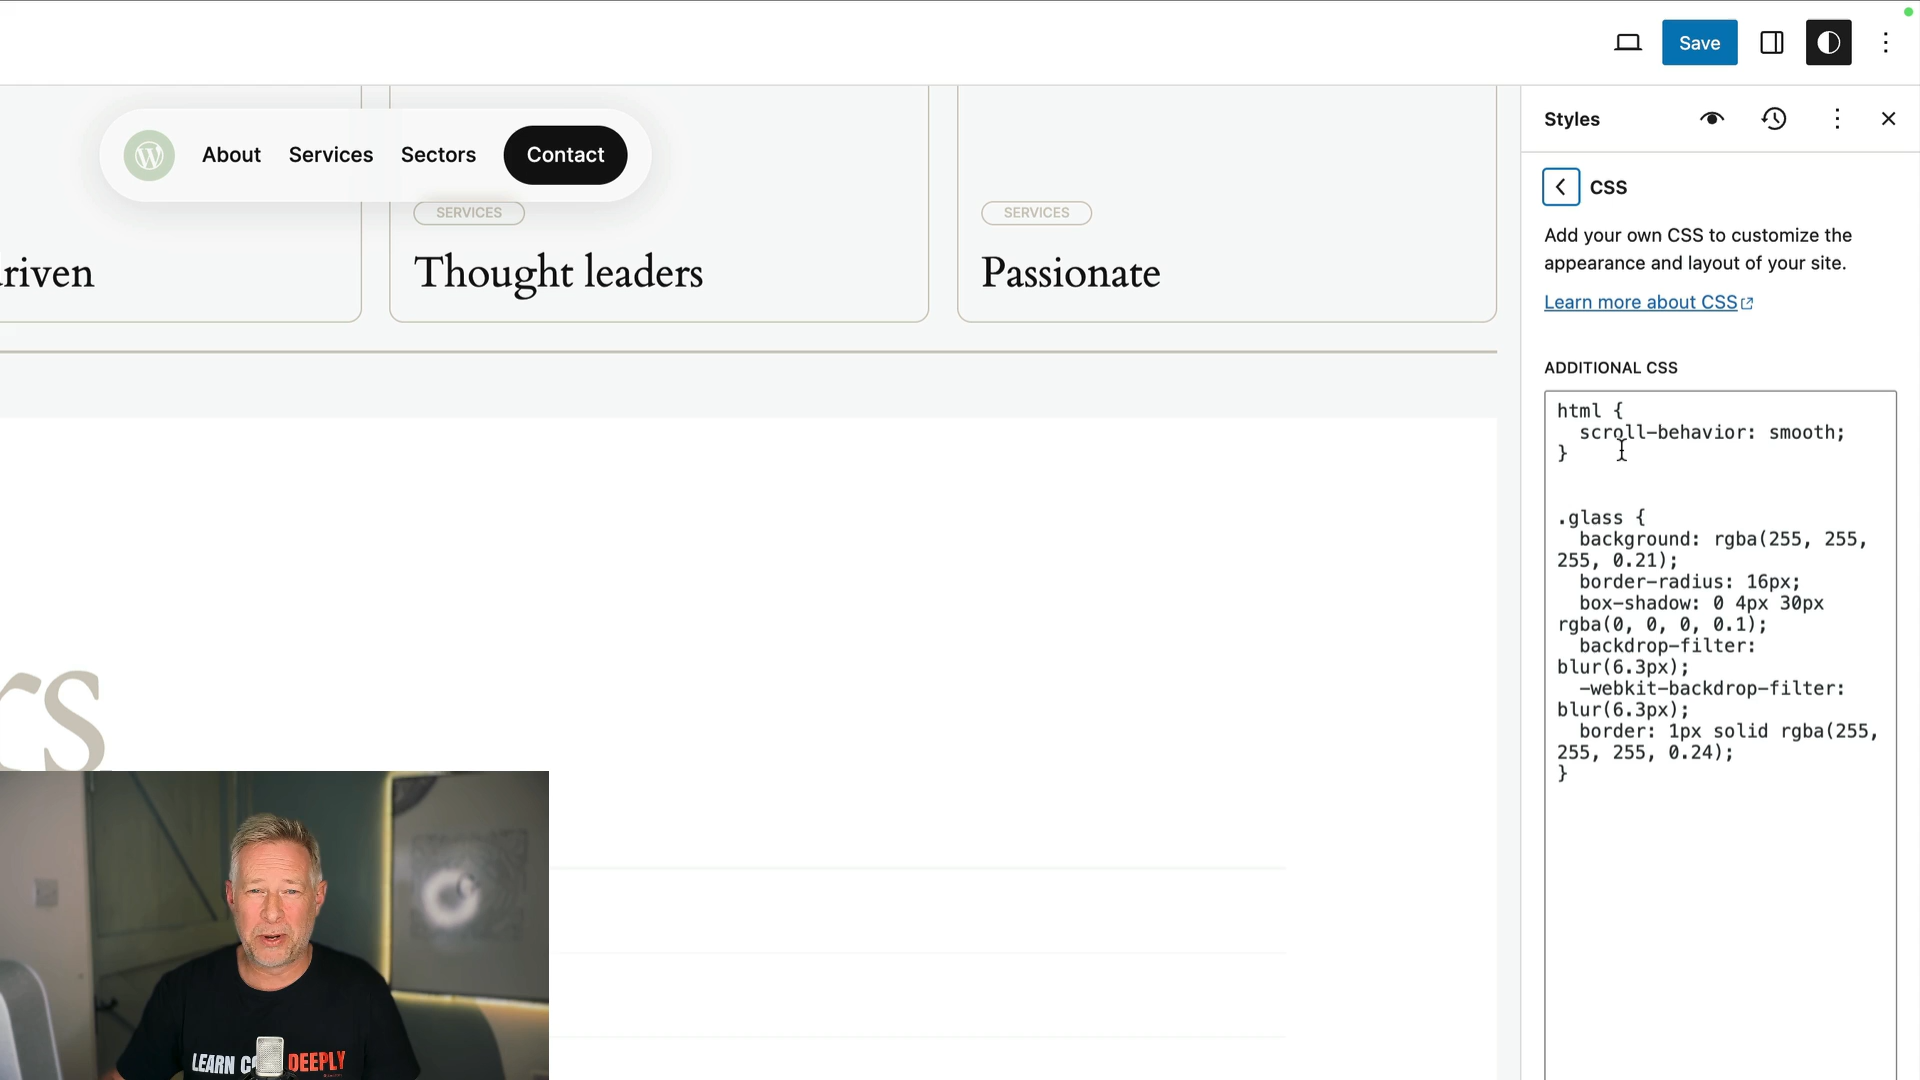 Save
About
Services
Sectors
Contact
SERVICES
SERVICES
riven
Thought leaders
Passionate
rs
Styles
CSS
Add your own CSS to customize the
appearance and layout of your site.
Learn more about CSS
ADDITIONAL CSS
html {
scroll-behavior: smooth;
}
.glass {
background: rgba(255, 255,
255, 0.21);
border-radius: 16px;
box-shadow: 0 4px 30px
rgba(0, 0, 0, 0.1);
backdrop-filter:
blur(6.3px);
-webkit-backdrop-filter:
blur(6.3px);
border: 1px solid rgba(255,
255, 255, 0.24);
}
LEARN
DEEPLY